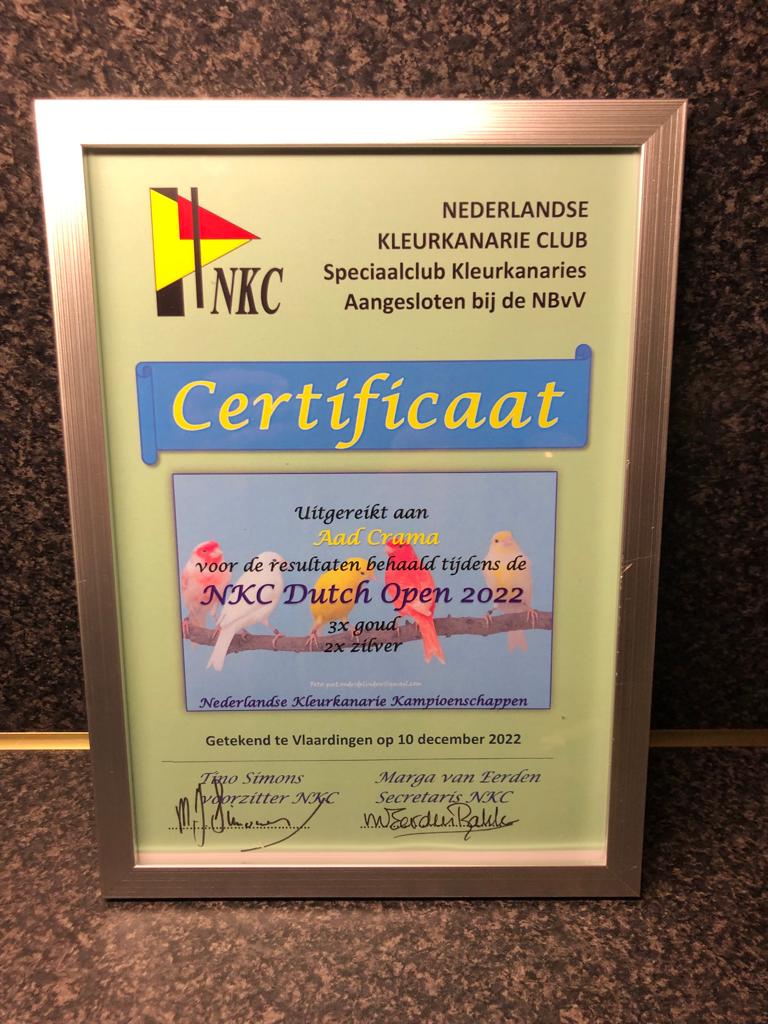 NKC
NEDERLANDSE
KLEURKANARIE CLUB
Speciaalclub Kleurkanaries
Aangesloten bij de NBvV
Certificaat
Uitgereikt aan
Aad Crama
voor de resultaten behaald tijdens de
NKC Dutch Open 2022
3x goud
2x zilver
Nederlandse Kleurkanarie Kampioenschappen
Getekend te Vlaardingen op 10 december 2022
Tino Simons
voorzitter NKC
Marga van Eerden
Secretaris NKC